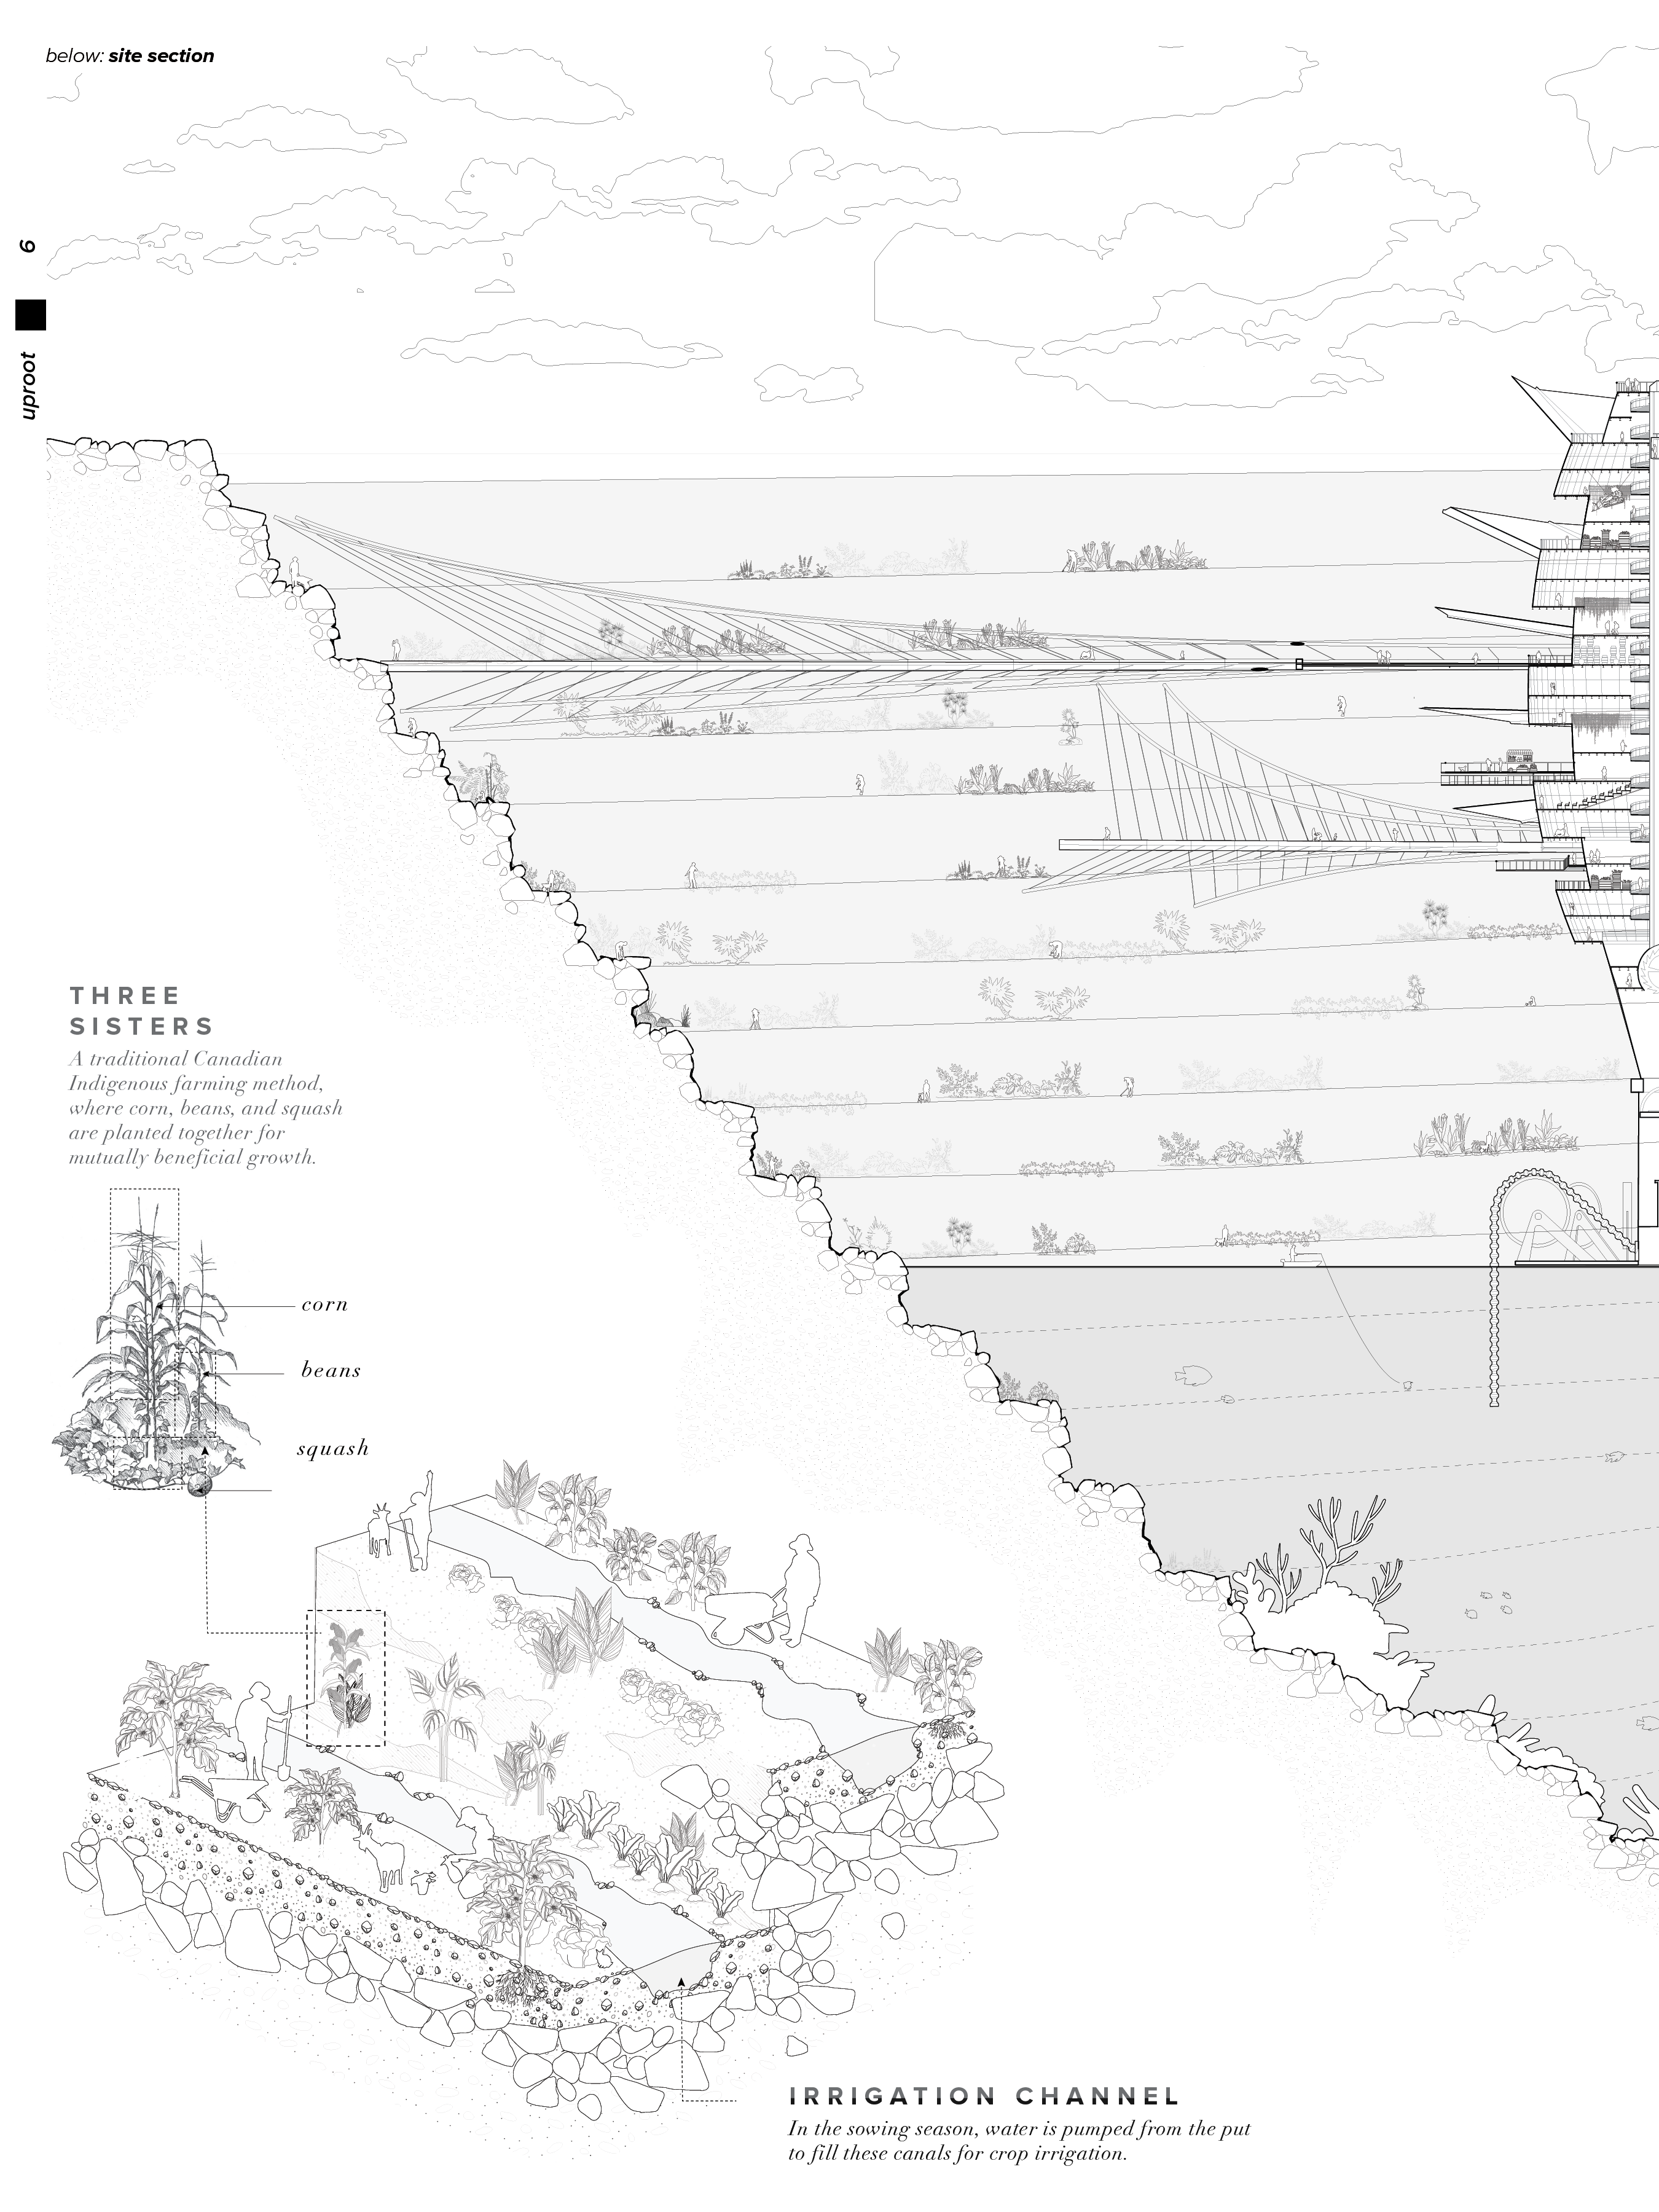 below: site section
6
uproot
THREE
SISTERS
A traditional Canadian
Indigenous farming method,
where corn, beans, and squash
are planted together for
mutually beneficial growth.
corn
beans
squash
IRRIGATION CHANNEL
In the sowing season, water is pumped from the put
to fill these canals for crop irrigation.